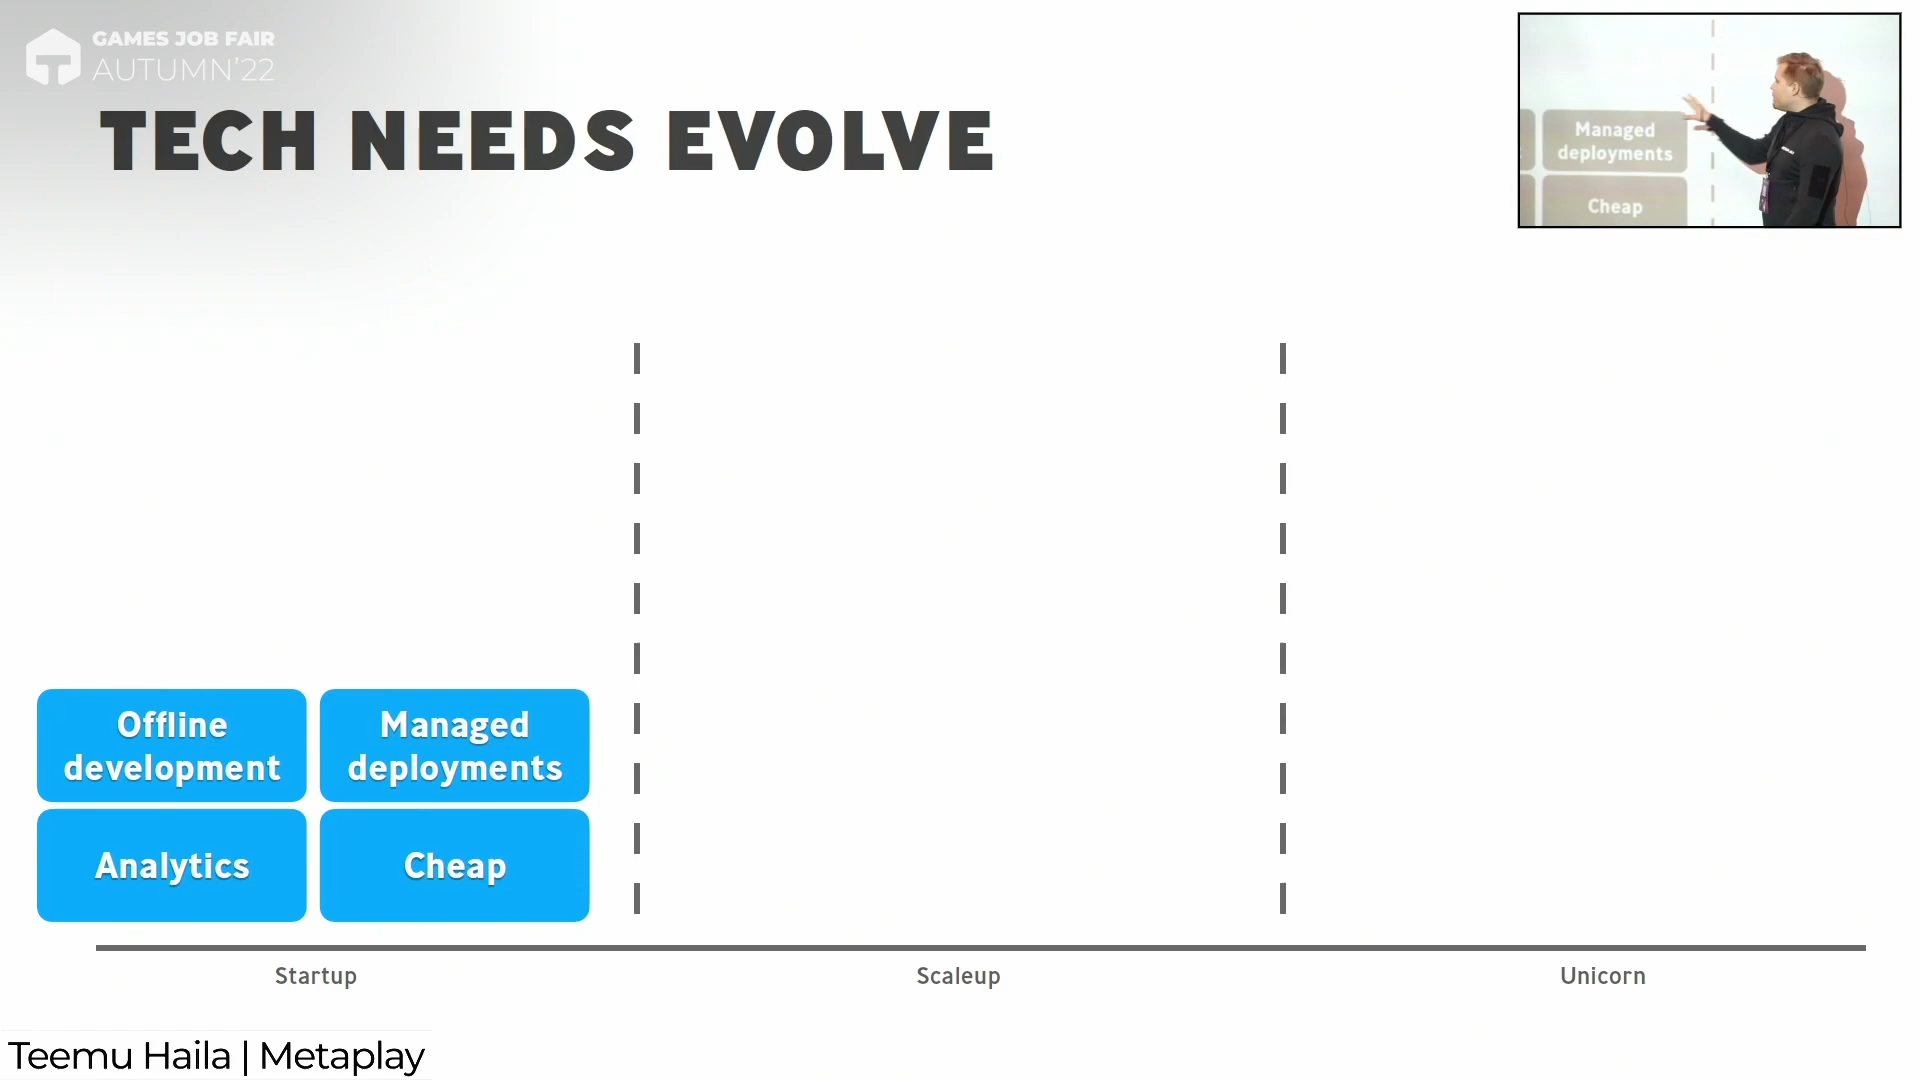 GAMES JOB FAIR
AUTUMN'22
TECH NEEDS EVOLVE
Managed
deployments
Cheap
Offline
development
Managed
deployments
Analytics
Cheap
Startup
Scaleup
Unicorn
Teemu Haila | Metaplay